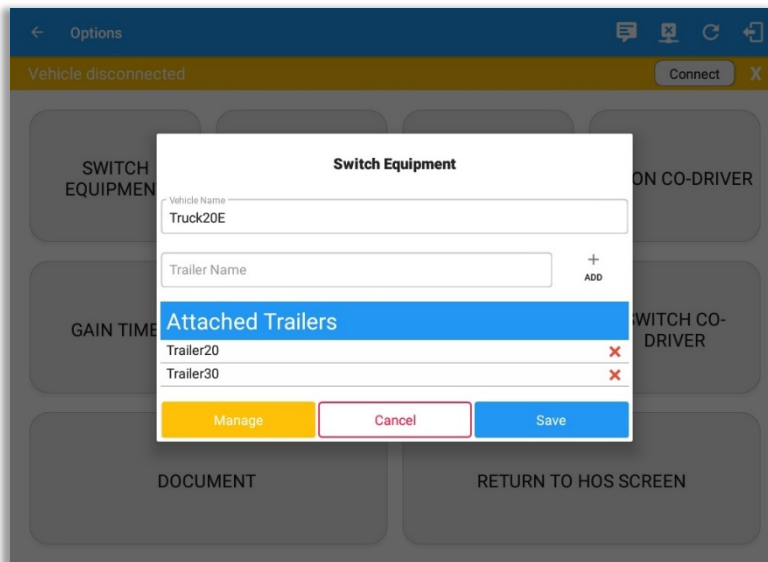 Options
Vehicle disconnected
Connect
X
SWITCH
EQUIPMEN
ON CO-DRIVER
Switch Equipment
Vehicle Name
Truck20E
Trailer Name
+
ADD
GAIN TIME
WITCH CO-
DRIVER
Attached Trailers
Trailer20
Trailer30
Manage
Cancel
Save
DOCUMENT
RETURN TO HOS SCREEN